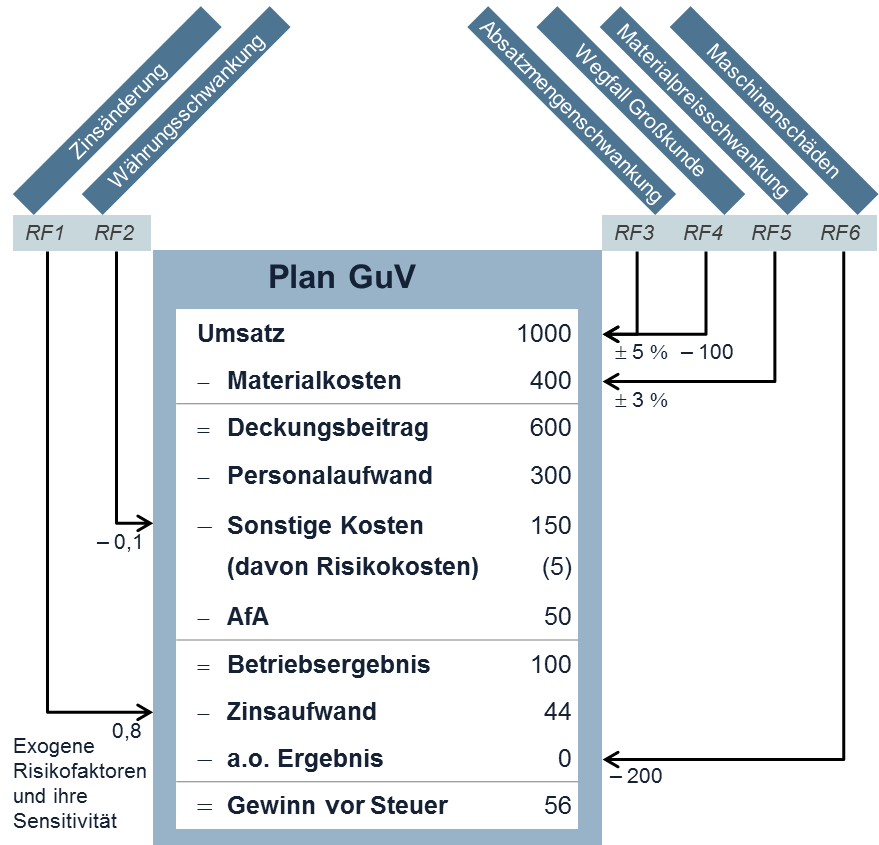 Zinsänderung
Währungsschwankung
Absatzmengenschwankung
Wegfall Großkunde
Materialpreisschwankung
Maschinenschäden
RF1 RF2
RF3 RF4 RF5 RF6
Plan GuV
Umsatz 1000
± 5 % – 100
– Materialkosten 400
± 3 %
= Deckungsbeitrag 600
– Personalaufwand 300
– Sonstige Kosten 150
– 0,1
(davon Risikokosten) (5)
– AfA 50
= Betriebsergebnis 100
– Zinsaufwand 44
0,8
– a.o. Ergebnis 0
– 200
= Gewinn vor Steuer 56
Exogene
Risikofaktoren
und ihre
Sensitivität